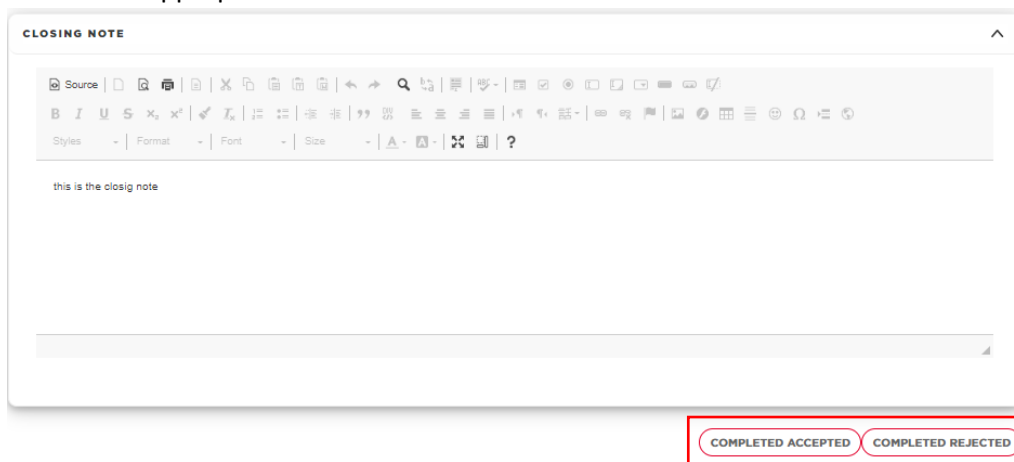 CLOSING NOTE
Source
Styles Format Font Size
this is the closig note
COMPLETED ACCEPTED COMPLETED REJECTED